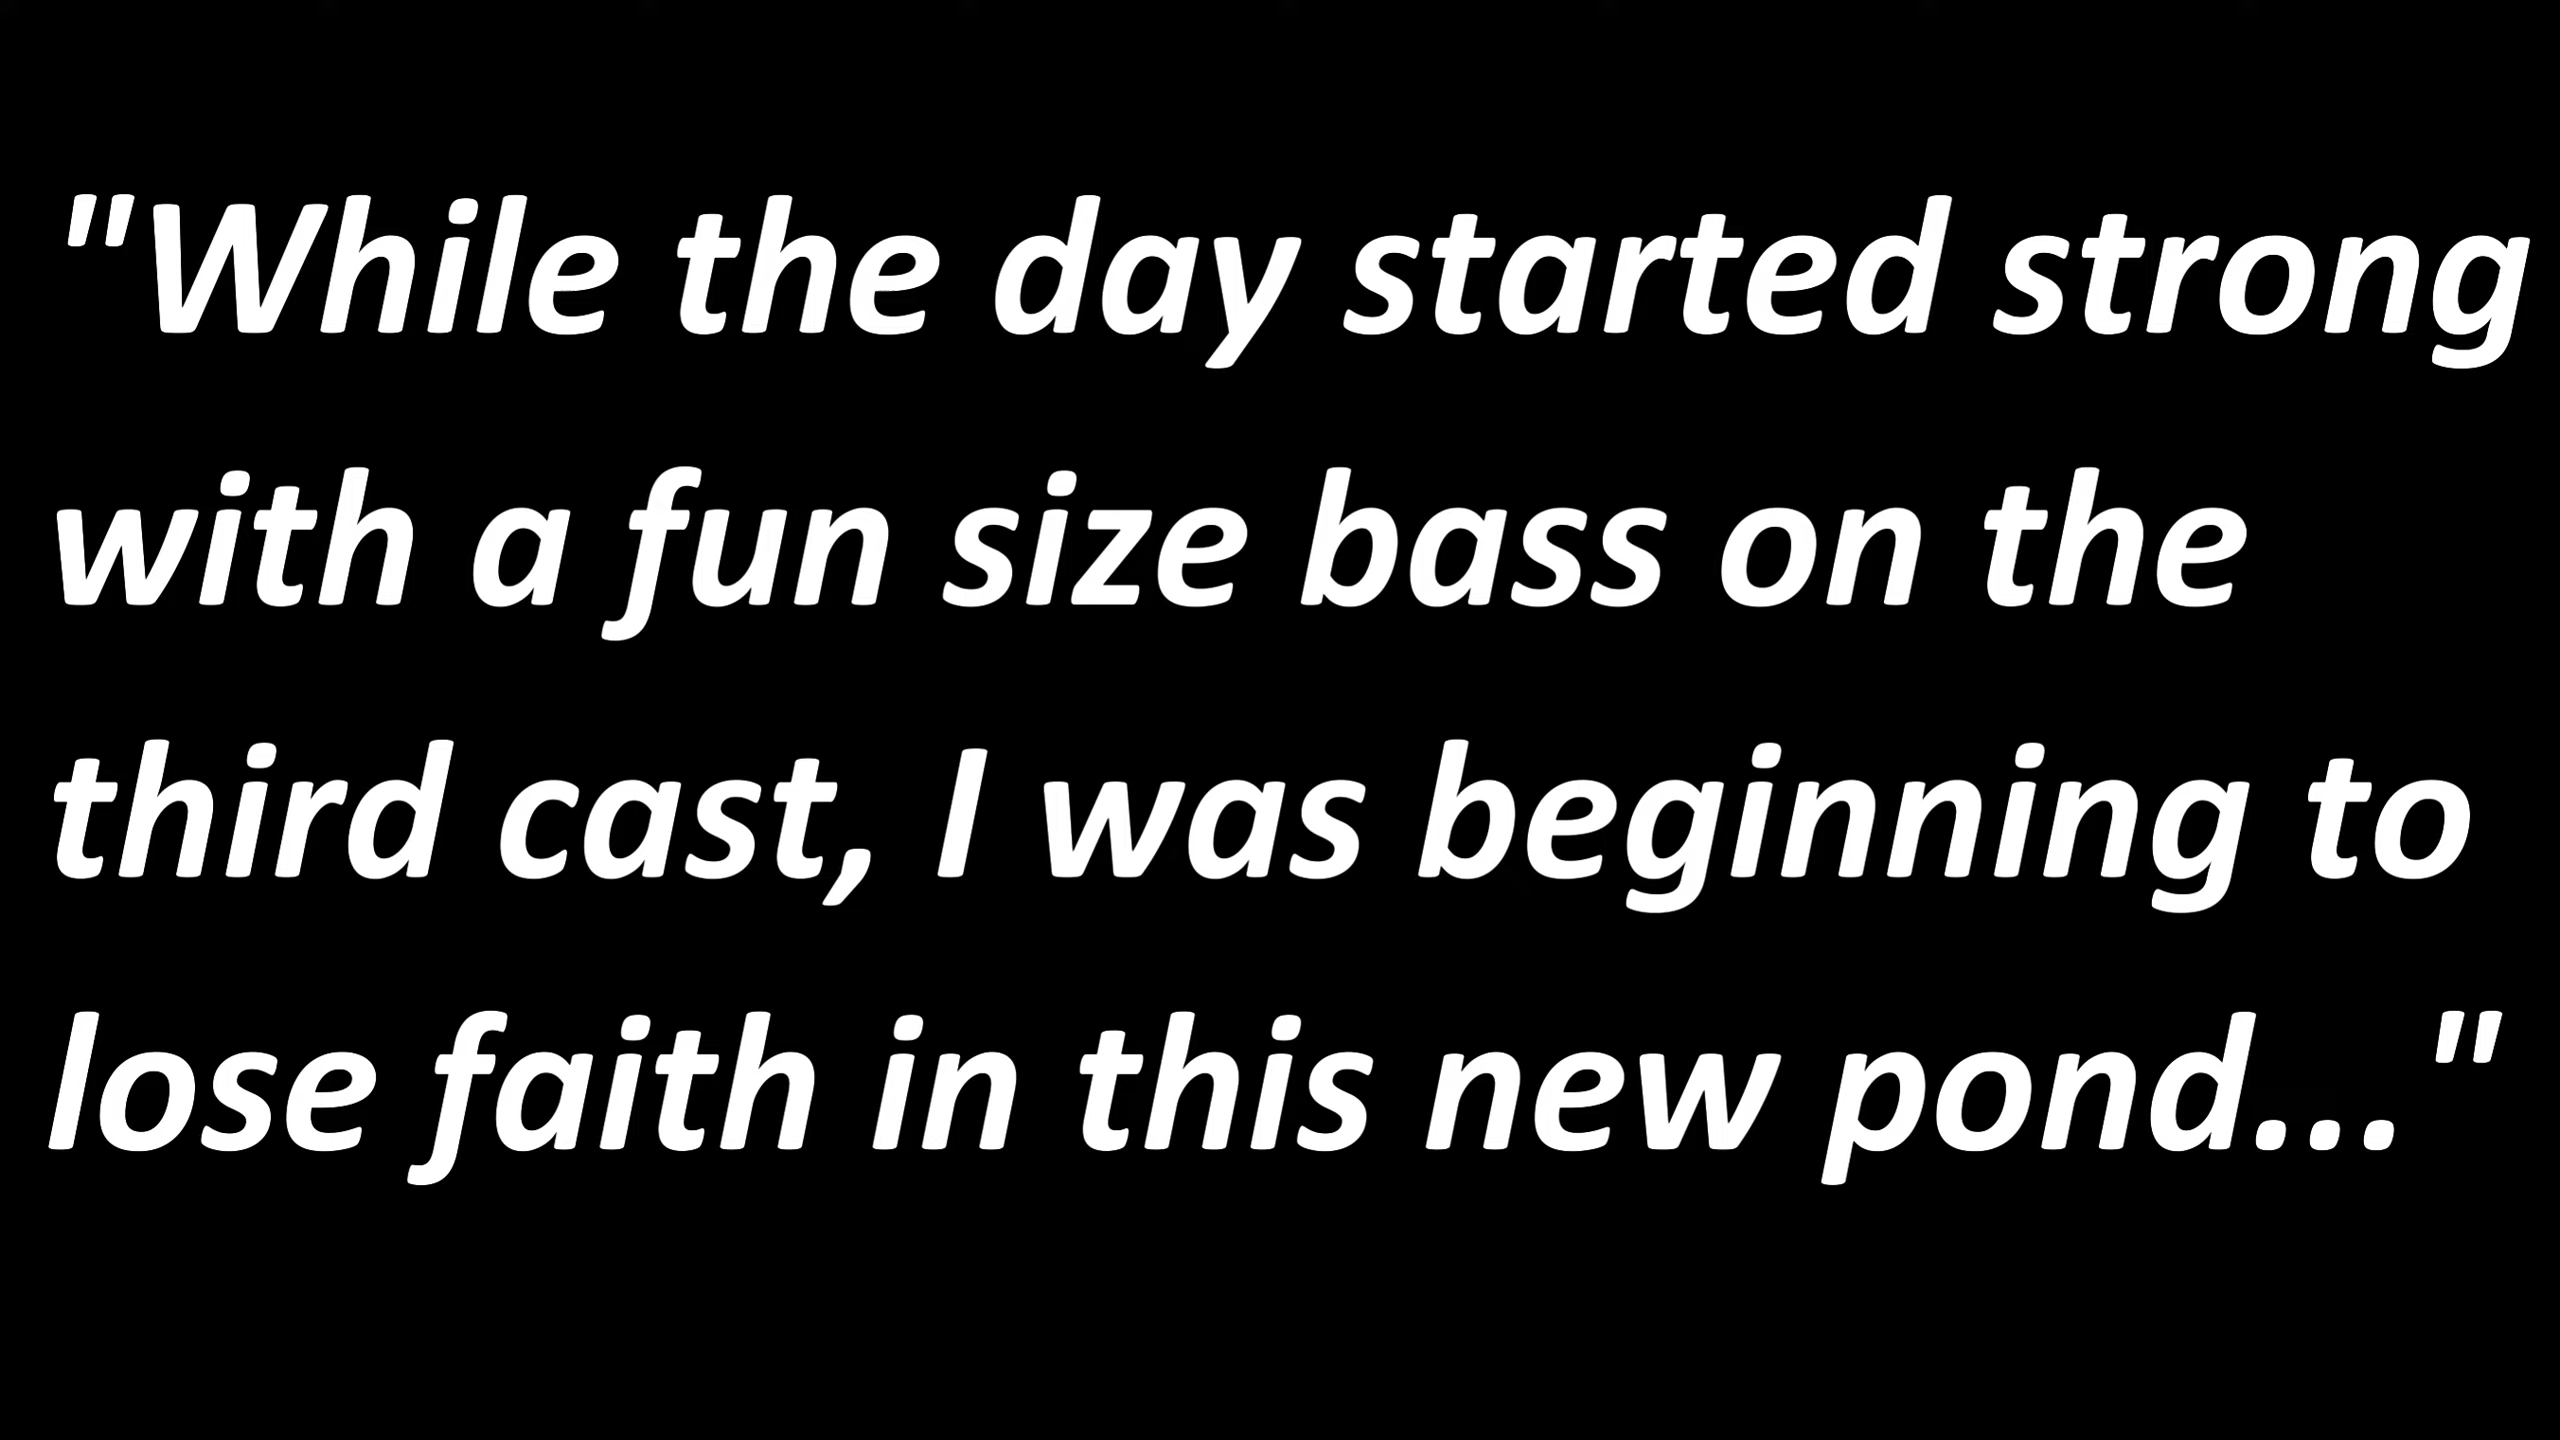 "While the day started strong
with a fun size bass on the
third cast, I was beginning to
lose faith in this new pond..."